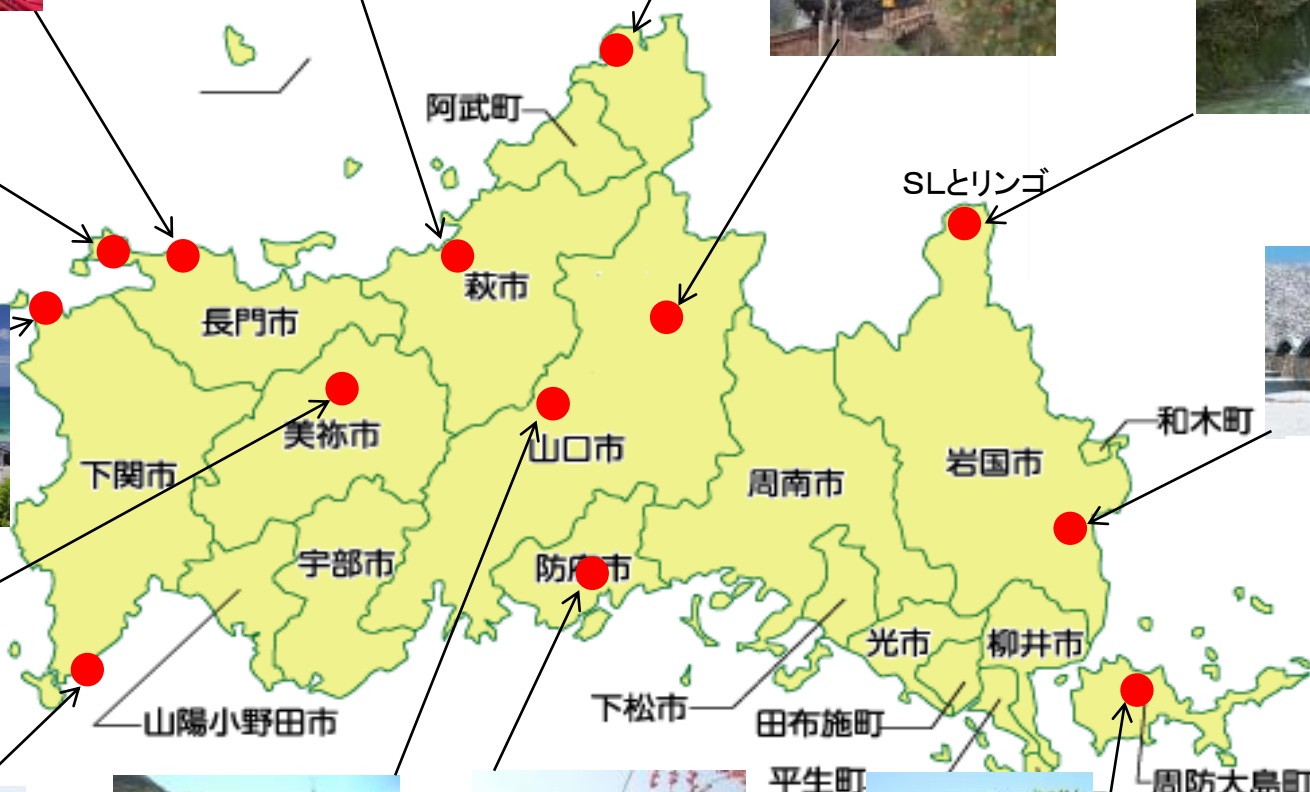 阿武町
SLとリンゴ
萩市
長門市
和木町
美祢市
山口市
岩国市
下関市
周南市
宇部市
防府市
光市
柳井市
下松市
山陽小野田市
田布施町
平生町
周防大島町